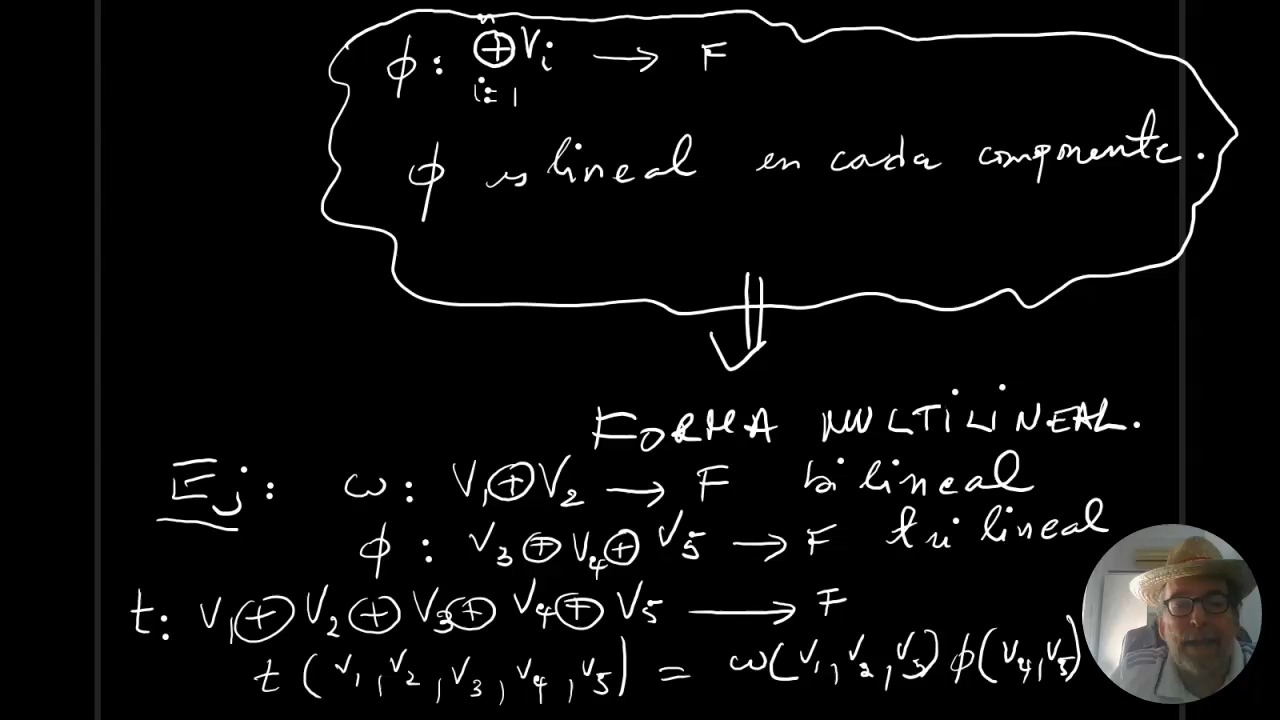 ϕ: ⊕ⁿᵢ₌₁ Vᵢ → F
ϕ es lineal en cada componente.
⇓
FORMA MULTILINEAL.
Ej: ω: V₁⊕V₂ → F bilineal
ϕ: V₃⊕V₄⊕V₅ → F trilineal
t: V₁⊕V₂⊕V₃⊕V₄⊕V₅ → F
t(v₁,v₂,v₃,v₄,v₅) = ω(v₁,v₂,v₃)ϕ(v₄,v₅)